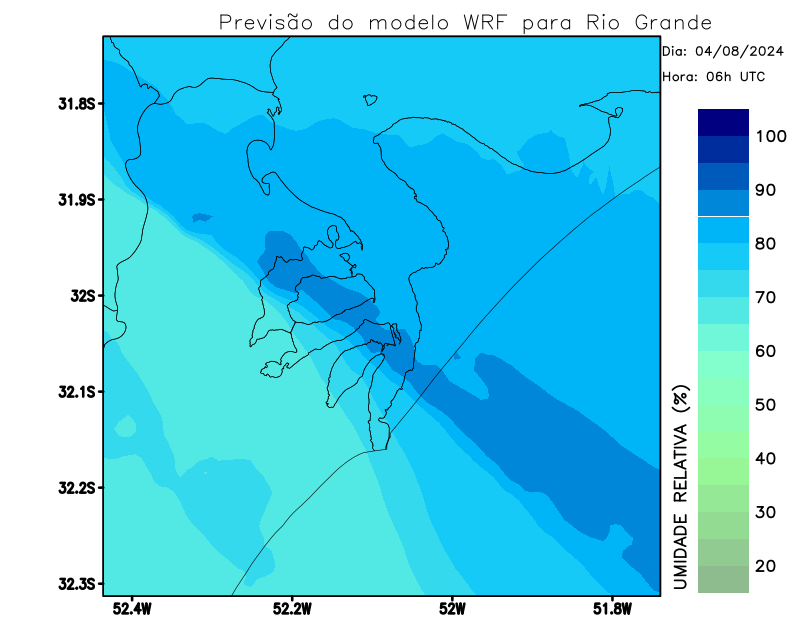 Previsão do modelo WRF para Rio Grande
Dia: 04/08/2024
Hora: 06h UTC
31.8S
31.9S
32S
32.1S
32.2S
32.3S
52.4W
52.2W
52W
51.8W
100
90
80
70
60
50
40
30
20
UMIDADE RELATIVA (%)